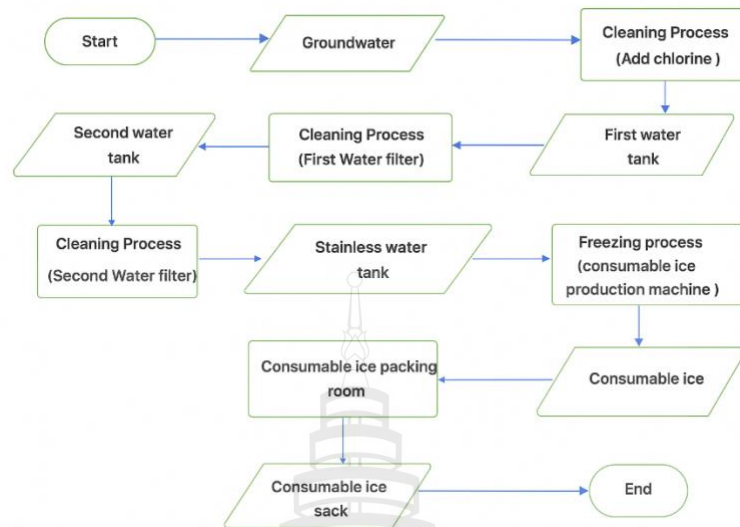 Start
Groundwater
Cleaning Process
(Add chlorine )
First water
tank
Cleaning Process
(First Water filter)
Second water
tank
Cleaning Process
(Second Water filter)
Stainless water
tank
Freezing process
(consumable ice
production machine )
Consumable ice
Consumable ice packing
room
Consumable ice
sack
End